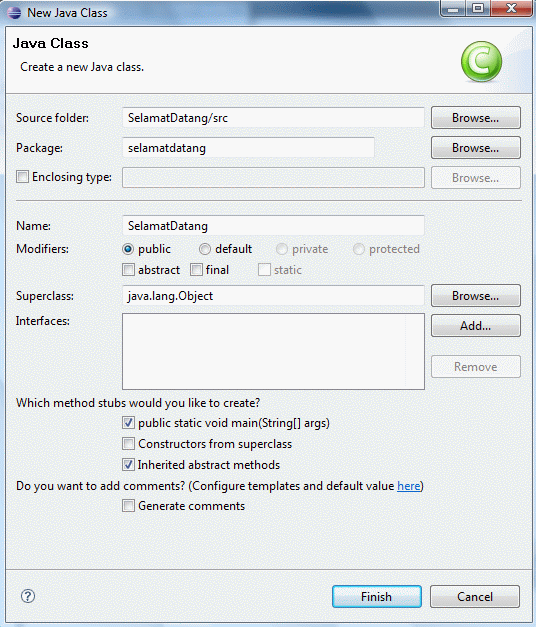 New Java Class
Java Class
Create a new Java class.
Source folder: SelamatDatang/src Browse...
Package: selamatdatang Browse...
Enclosing type: Browse...
Name: SelamatDatang
Modifiers: public default private protected
abstract final static
Superclass: java.lang.Object Browse...
Interfaces: Add...
Remove
Which method stubs would you like to create?
public static void main(String[] args)
Constructors from superclass
Inherited abstract methods
Do you want to add comments? (Configure templates and default value here)
Generate comments
? Finish Cancel